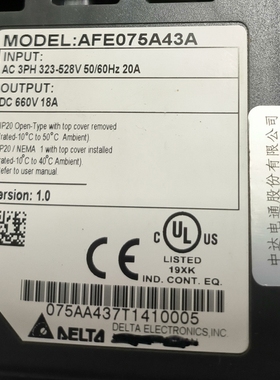 MODEL:AFE075A43A
INPUT:
AC 3PH 323-528V 50/60Hz 20A
OUTPUT:
DC 660V 18A
IP20 Open-Type with top cover removed
(rated-10°C to 50°C Ambient)
IP20 / NEMA 1 with top cover installed
(rated-10°C to 40°C Ambient)
Refer to user manual.
Version: 1.0
CE
C UL US
LISTED
19XK
IND. CONT. EQ.
075AA437T1410005
DELTA
DELTA ELECTRONICS,INC.
中达电通股份有限